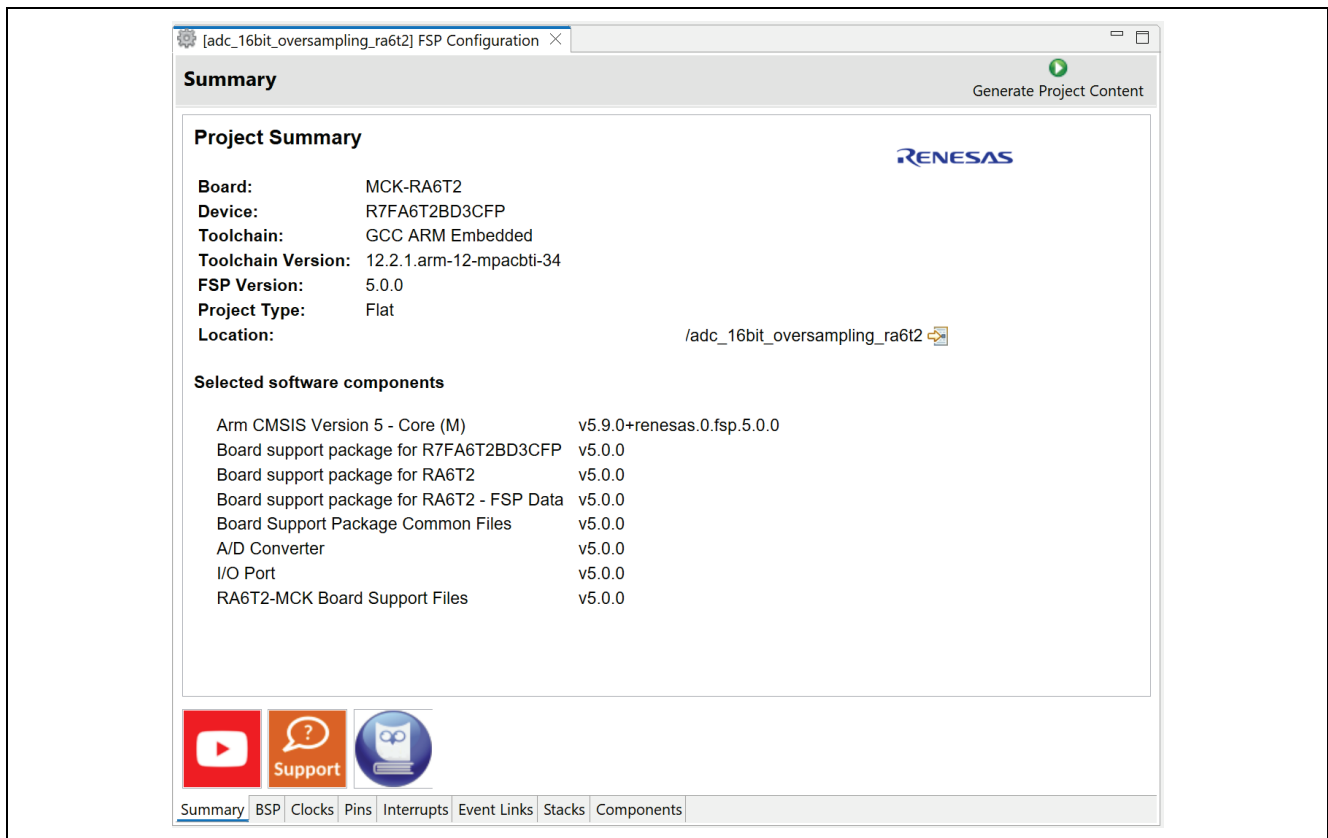 [adc_16bit_oversampling_ra6t2] FSP Configuration
Summary
Generate Project Content
Project Summary
RENESAS
Board: MCK-RA6T2
Device: R7FA6T2BD3CFP
Toolchain: GCC ARM Embedded
Toolchain Version: 12.2.1.arm-12-mpacbti-34
FSP Version: 5.0.0
Project Type: Flat
Location: /adc_16bit_oversampling_ra6t2
Selected software components
Arm CMSIS Version 5 - Core (M) v5.9.0+renesas.0.fsp.5.0.0
Board support package for R7FA6T2BD3CFP v5.0.0
Board support package for RA6T2 v5.0.0
Board support package for RA6T2 - FSP Data v5.0.0
Board Support Package Common Files v5.0.0
A/D Converter v5.0.0
I/O Port v5.0.0
RA6T2-MCK Board Support Files v5.0.0
?
Support
Summary BSP Clocks Pins Interrupts Event Links Stacks Components